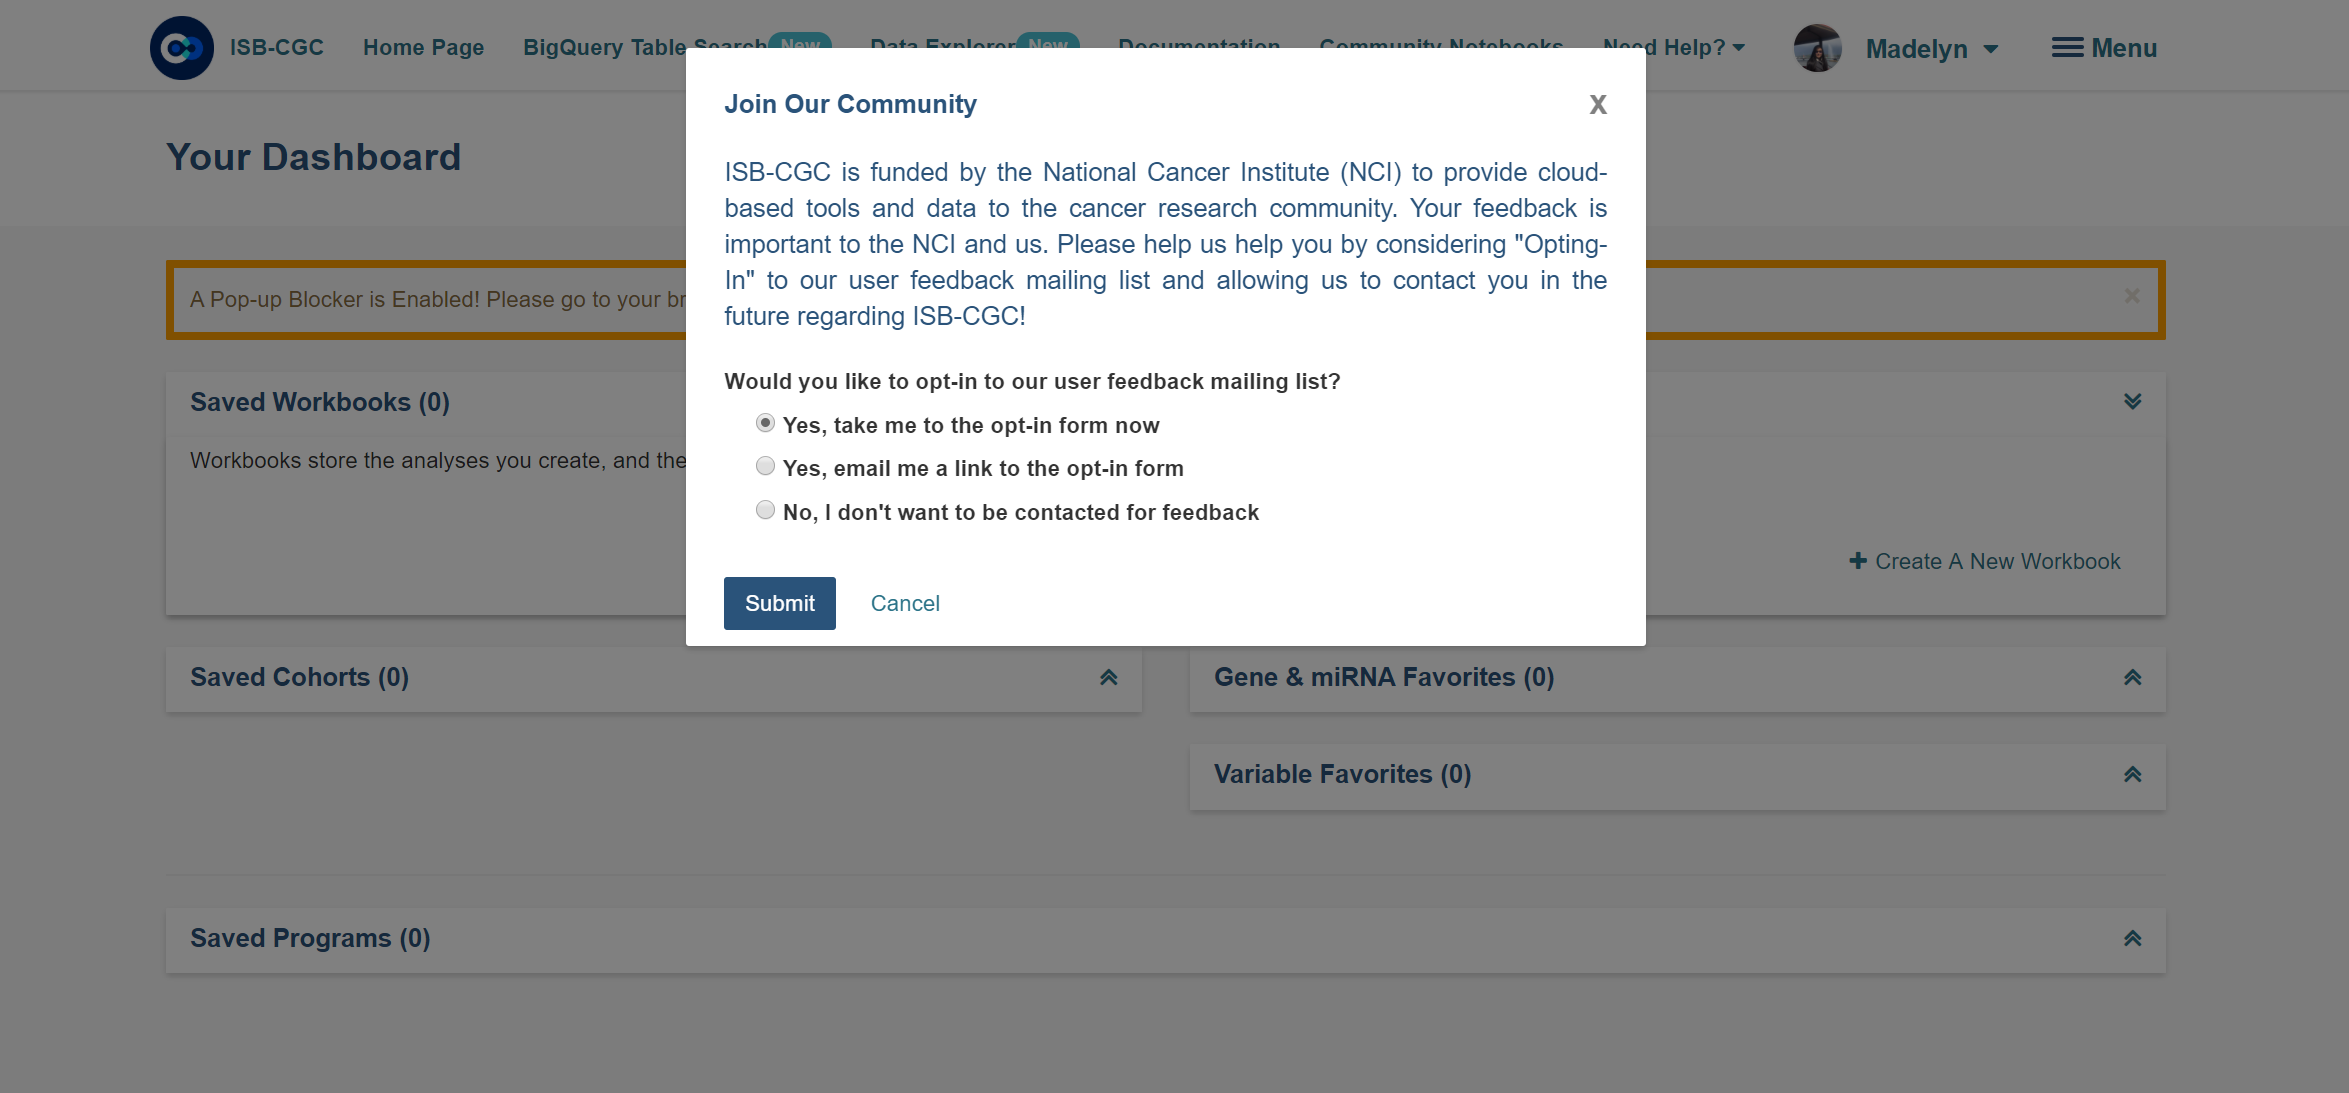 ISB-CGC Home Page BigQuery Table Search New Data Explorer New Documentation Community Notebooks Need Help? Madelyn Menu
Your Dashboard
Join Our Community X
ISB-CGC is funded by the National Cancer Institute (NCI) to provide cloud-
based tools and data to the cancer research community. Your feedback is
important to the NCI and us. Please help us help you by considering "Opting-
In" to our user feedback mailing list and allowing us to contact you in the
future regarding ISB-CGC!
Would you like to opt-in to our user feedback mailing list?
Yes, take me to the opt-in form now
Yes, email me a link to the opt-in form
No, I don't want to be contacted for feedback
Submit Cancel
A Pop-up Blocker is Enabled! Please go to your
Saved Workbooks (0)
Workbooks store the analyses you create, and
Create A New Workbook
Saved Cohorts (0)
Gene & miRNA Favorites (0)
Variable Favorites (0)
Saved Programs (0)